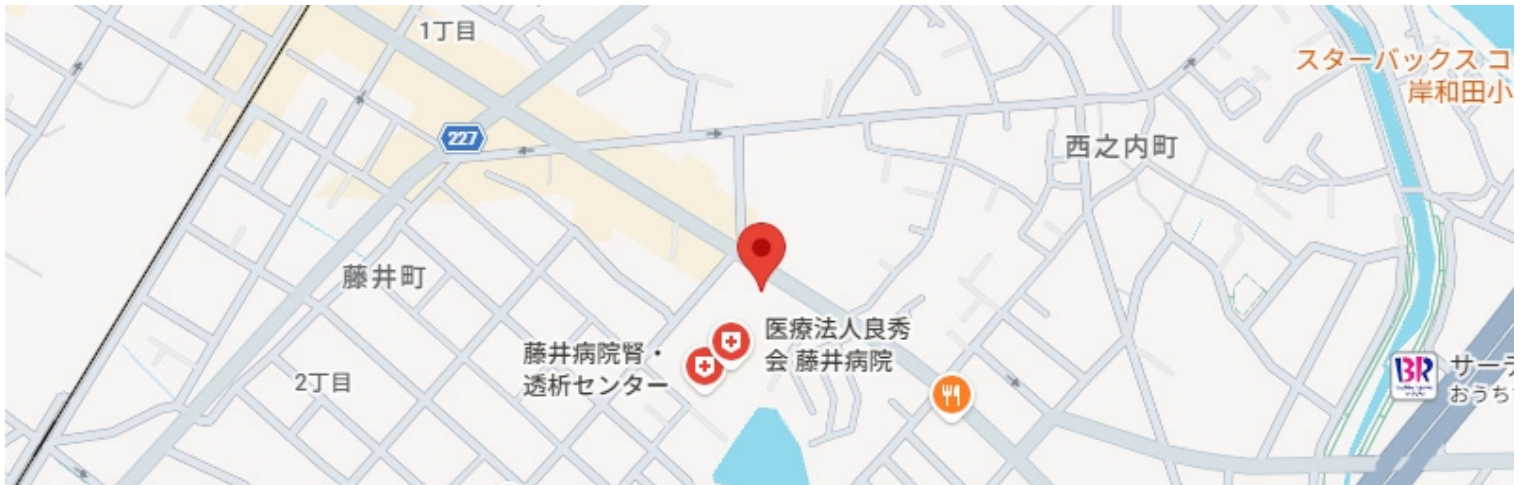 1丁目
スターバックス コ
岸和田小
227
西之内町
藤井町
医療法人良秀
会 藤井病院
藤井病院腎・
透析センター
2丁目
BR
サーテ
おうち